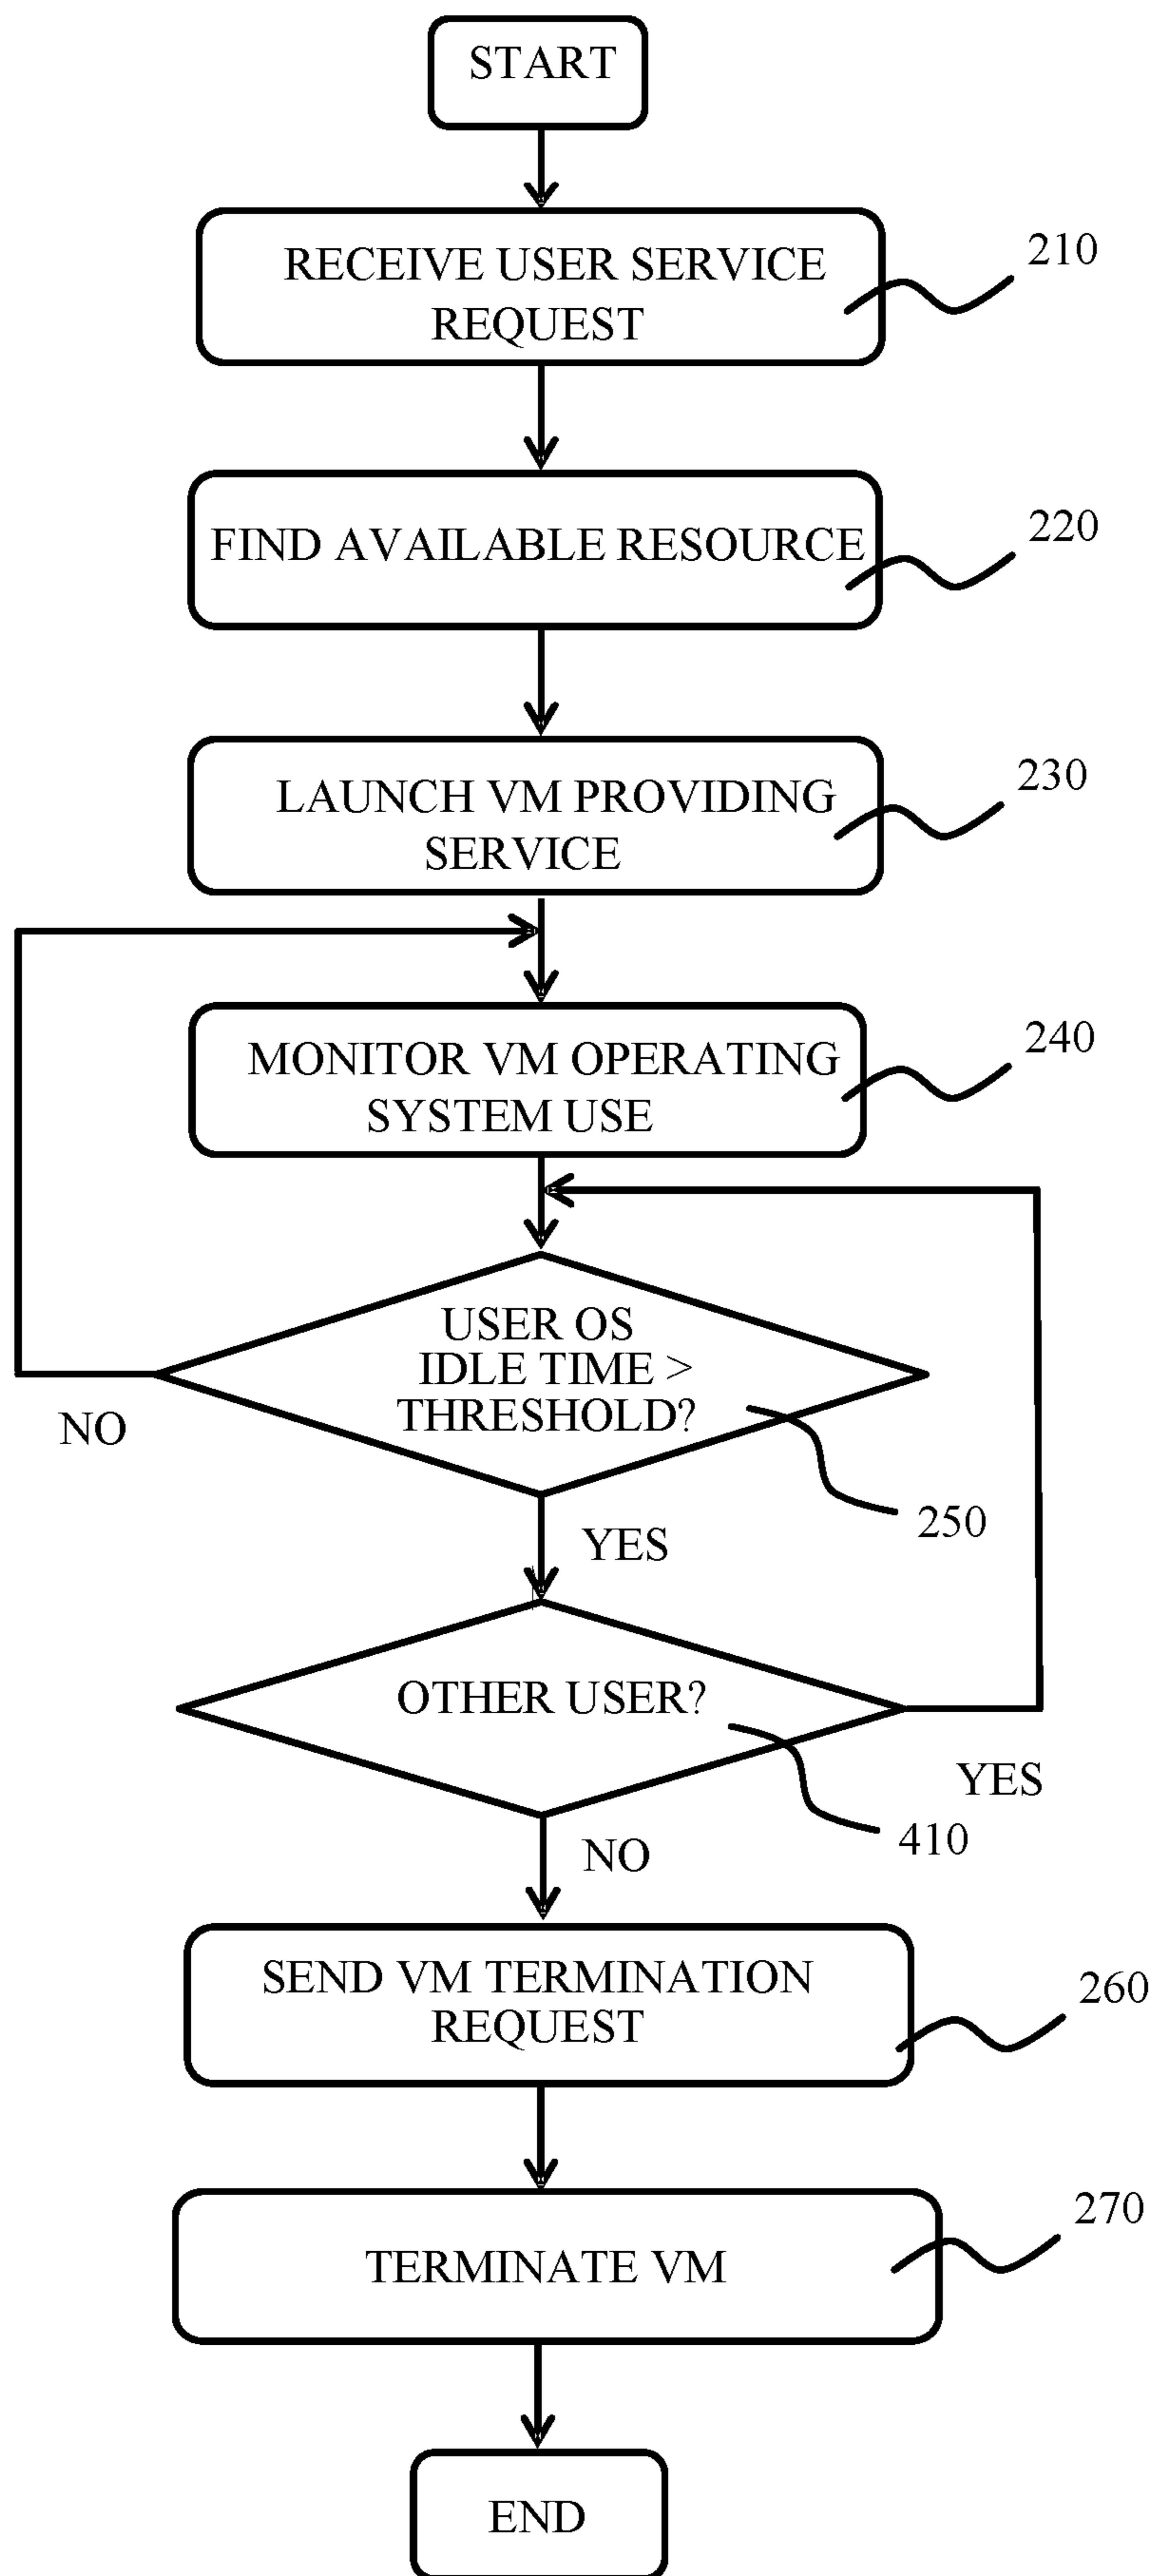 START
RECEIVE USER SERVICE
REQUEST
210
FIND AVAILABLE RESOURCE
220
LAUNCH VM PROVIDING
SERVICE
230
MONITOR VM OPERATING
SYSTEM USE
240
USER OS
IDLE TIME >
THRESHOLD?
NO
250
YES
OTHER USER?
YES
410
NO
SEND VM TERMINATION
REQUEST
260
TERMINATE VM
270
END